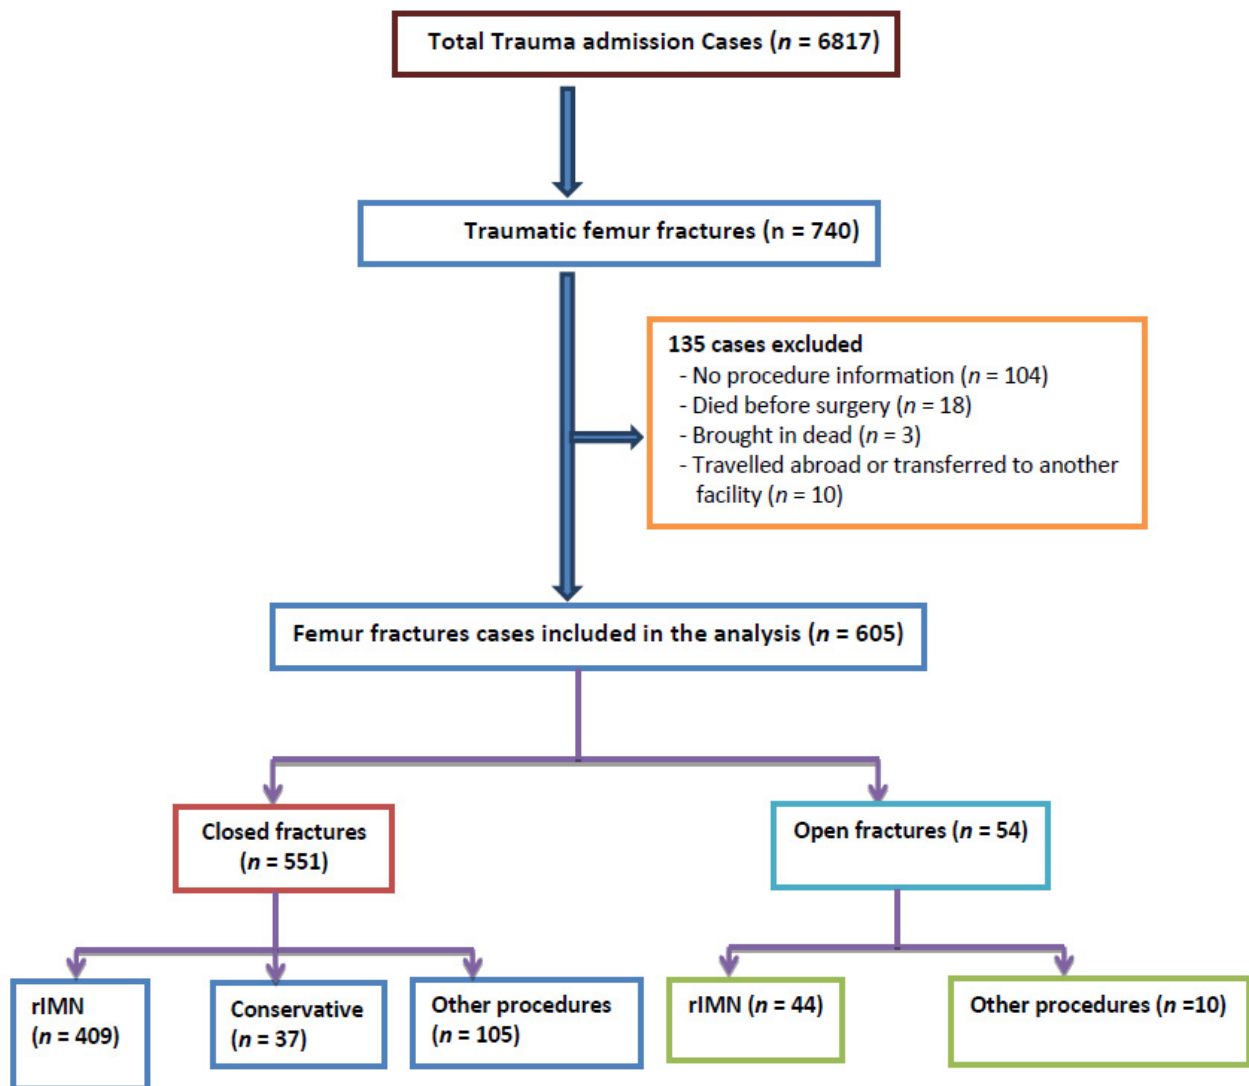 Total Trauma admission Cases (n = 6817)
Traumatic femur fractures (n = 740)
135 cases excluded
- No procedure information (n = 104)
- Died before surgery (n = 18)
- Brought in dead (n = 3)
- Travelled abroad or transferred to another
facility (n = 10)
Femur fractures cases included in the analysis (n = 605)
Closed fractures
(n = 551)
Open fractures (n = 54)
rIMN
(n = 409)
Conservative
(n = 37)
Other procedures
(n = 105)
rIMN (n = 44)
Other procedures (n =10)